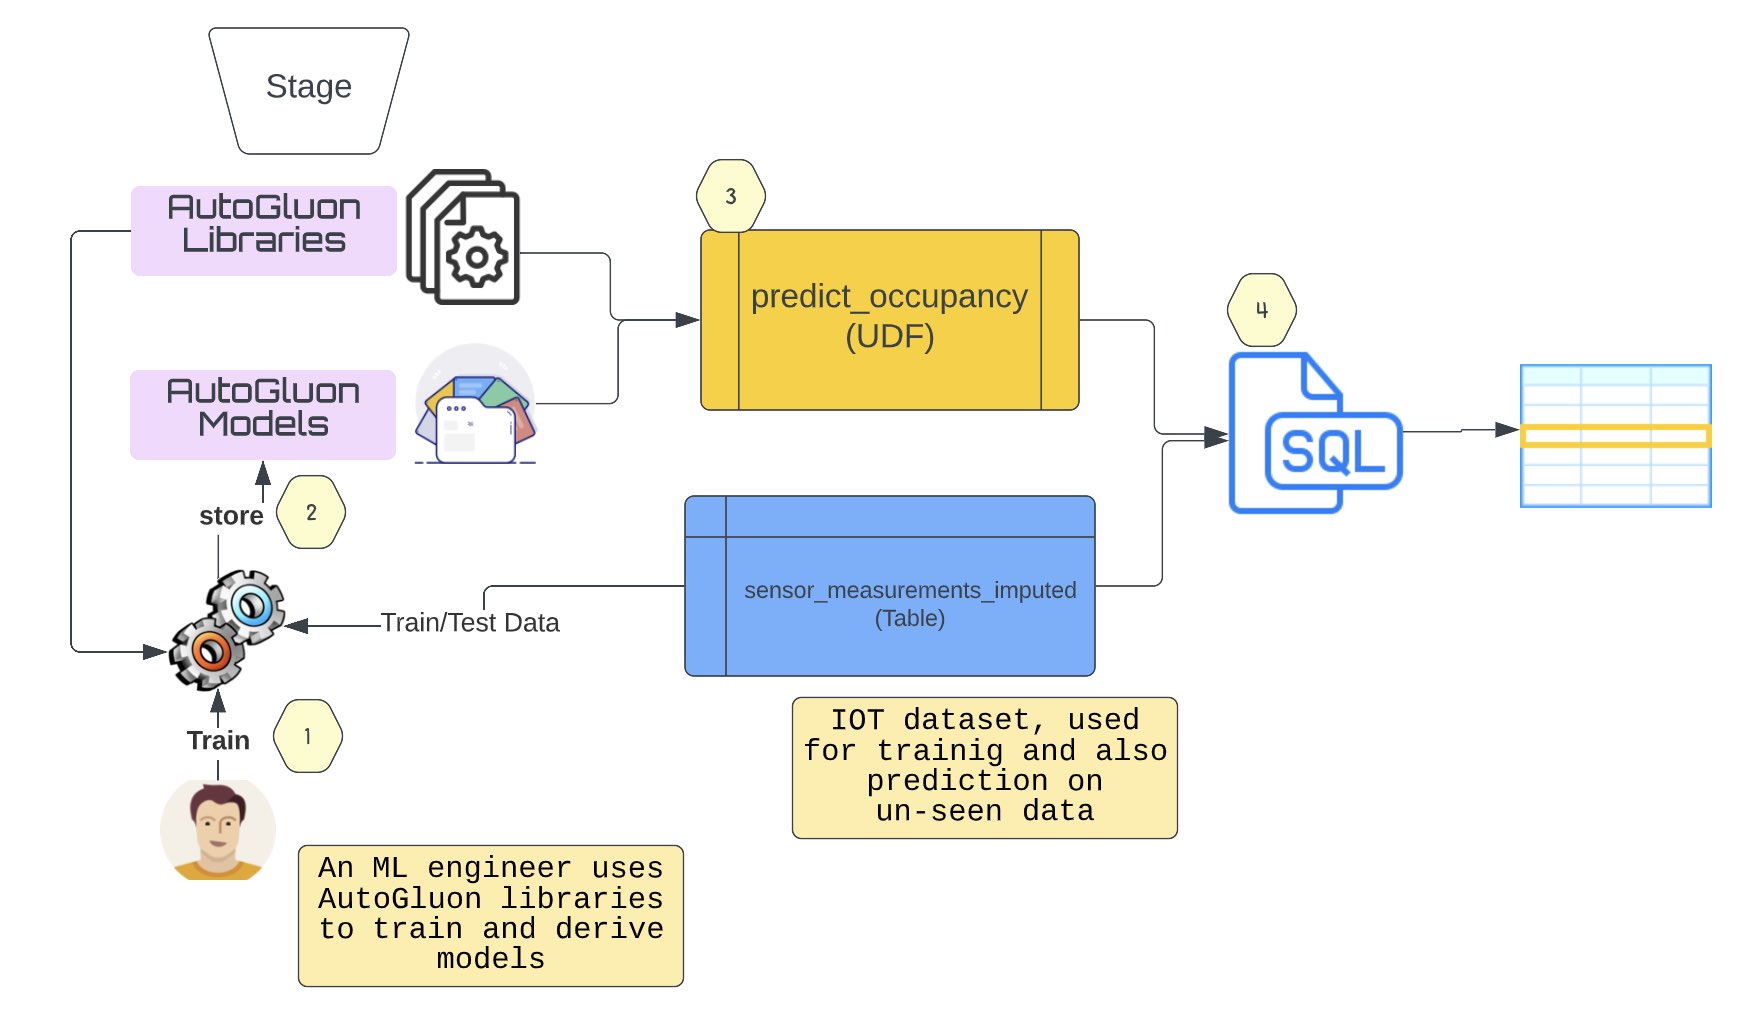 Stage
AutoGluon
Libraries
3
predict_occupancy
(UDF)
4
SQL
AutoGluon
Models
store
2
sensor_measurements_imputed
(Table)
Train/Test Data
Train
1
IOT dataset, used
for trainig and also
prediction on
un-seen data
An ML engineer uses
AutoGluon libraries
to train and derive
models